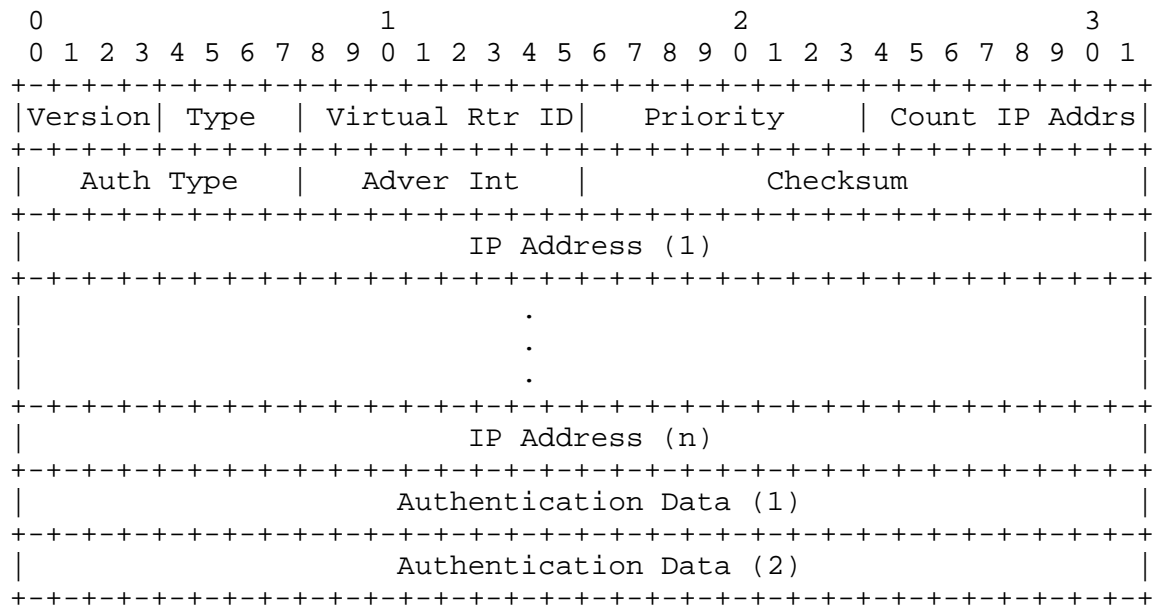 0                   1                   2                   3
 0 1 2 3 4 5 6 7 8 9 0 1 2 3 4 5 6 7 8 9 0 1 2 3 4 5 6 7 8 9 0 1
+-+-+-+-+-+-+-+-+-+-+-+-+-+-+-+-+-+-+-+-+-+-+-+-+-+-+-+-+-+-+-+-+
|Version| Type  | Virtual Rtr ID|   Priority    | Count IP Addrs|
+-+-+-+-+-+-+-+-+-+-+-+-+-+-+-+-+-+-+-+-+-+-+-+-+-+-+-+-+-+-+-+-+
|   Auth Type   |   Adver Int   |          Checksum             |
+-+-+-+-+-+-+-+-+-+-+-+-+-+-+-+-+-+-+-+-+-+-+-+-+-+-+-+-+-+-+-+-+
|                         IP Address (1)                        |
+-+-+-+-+-+-+-+-+-+-+-+-+-+-+-+-+-+-+-+-+-+-+-+-+-+-+-+-+-+-+-+-+
|                            .                                  |
|                            .                                  |
|                            .                                  |
+-+-+-+-+-+-+-+-+-+-+-+-+-+-+-+-+-+-+-+-+-+-+-+-+-+-+-+-+-+-+-+-+
|                         IP Address (n)                        |
+-+-+-+-+-+-+-+-+-+-+-+-+-+-+-+-+-+-+-+-+-+-+-+-+-+-+-+-+-+-+-+-+
|                     Authentication Data (1)                   |
+-+-+-+-+-+-+-+-+-+-+-+-+-+-+-+-+-+-+-+-+-+-+-+-+-+-+-+-+-+-+-+-+
|                     Authentication Data (2)                   |
+-+-+-+-+-+-+-+-+-+-+-+-+-+-+-+-+-+-+-+-+-+-+-+-+-+-+-+-+-+-+-+-+